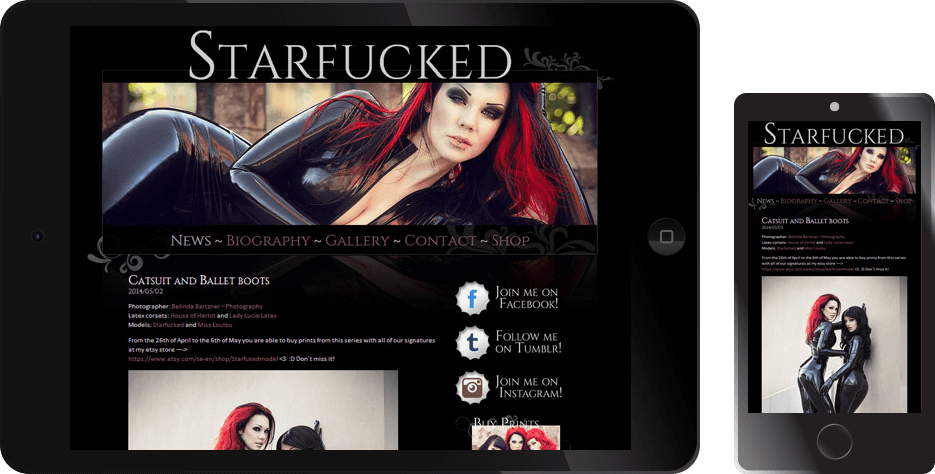 STARFUCKED
NEWS ~ BIOGRAPHY ~ GALLERY ~ CONTACT ~ SHOP
CATSUIT AND BALLET BOOTS
2014/05/02
Photographer: Belinda Bartzner – Photography
Latex corsets: House of Harlot and Lady Lucie Latex
Models: Starfucked and Miss Loulou
From the 26th of April to the 6th of May you are able to buy prints from this series with all of our signatures
at my etsy store —>
https://www.etsy.com/se-en/shop/Starfukedmodel <3 :D Don´t miss it!
JOIN ME ON
FACEBOOK!
FOLLOW ME
ON TUMBLR!
JOIN ME ON
INSTAGRAM!
BUY PRINTS
STARFUCKED
NEWS ~ BIOGRAPHY ~ GALLERY ~ CONTACT ~ SHOP
CATSUIT AND BALLET BOOTS
2014/05/02
Photographer: Belinda Bartzner – Photography
Latex corsets: House of Harlot and Lady Lucie Latex
Models: Starfucked and Miss Loulou
From the 26th of April to the 6th of May you are able to buy prints from this series
with all of our signatures at my etsy store —>
https://www.etsy.com/se-en/shop/Starfukedmodel <3 :D Don´t miss it!